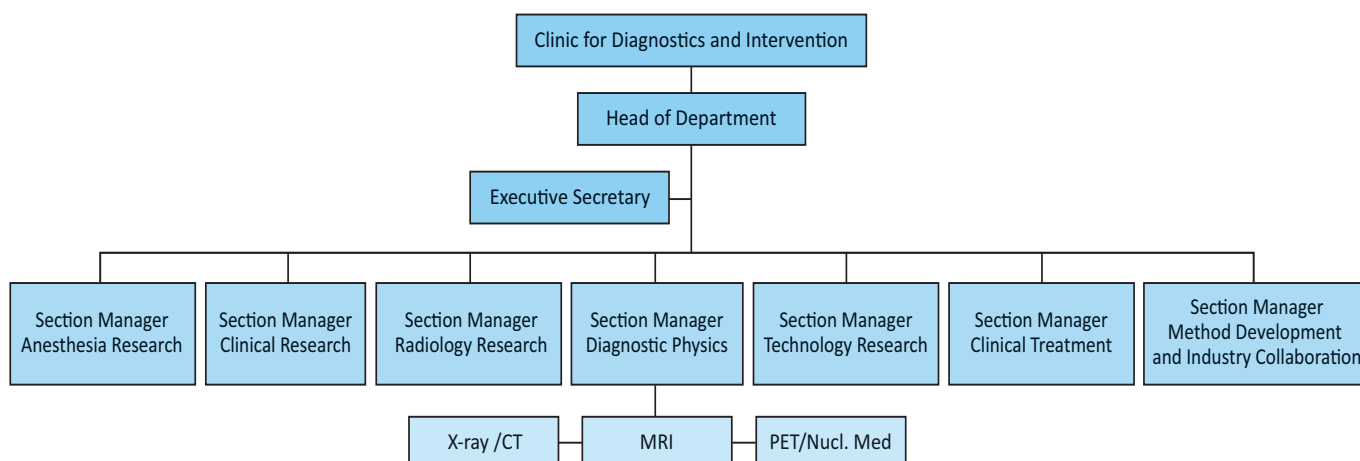 Clinic for Diagnostics and Intervention
Head of Department
Executive Secretary
Section Manager
Anesthesia Research
Section Manager
Clinical Research
Section Manager
Radiology Research
Section Manager
Diagnostic Physics
Section Manager
Technology Research
Section Manager
Clinical Treatment
Section Manager
Method Development
and Industry Collaboration
X-ray /CT
MRI
PET/Nucl. Med